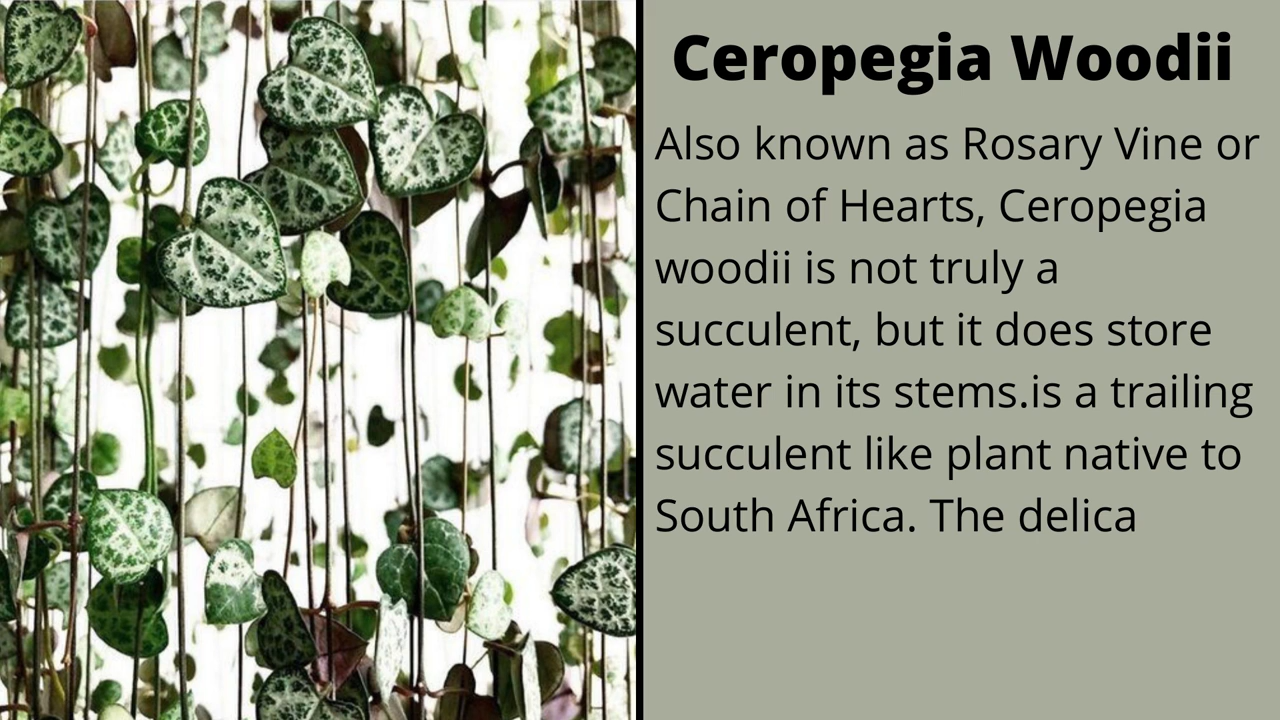 Ceropegia Woodii
Also known as Rosary Vine or
Chain of Hearts, Ceropegia
woodii is not truly a
succulent, but it does store
water in its stems.is a trailing
succulent like plant native to
South Africa. The delica